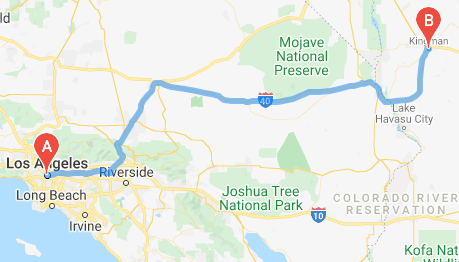 B
Kingman
Mojave
National
Preserve
40
Lake
Havasu City
A
Los Angeles
Riverside
Long Beach
Irvine
Joshua Tree
National Park
10
COLORADO RIVER
RESERVATION
Kofa Nat
Wildlif